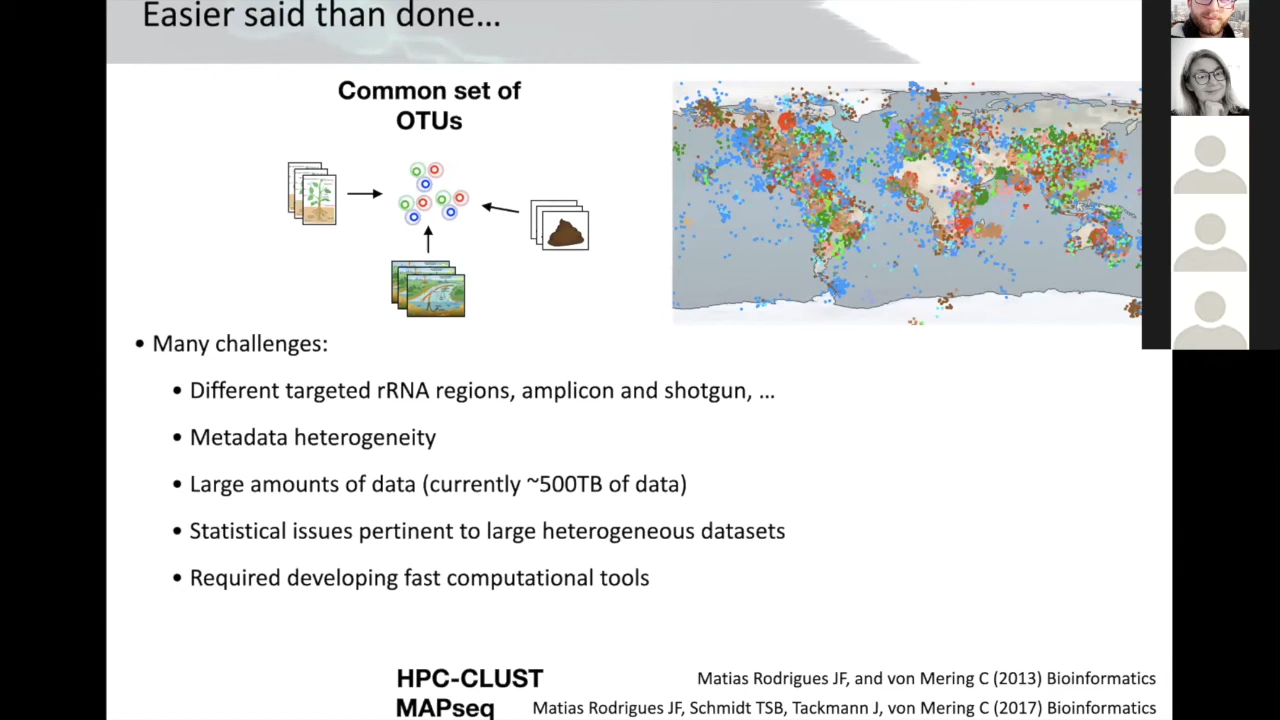 Easier said than done...
Common set of
OTUs
• Many challenges:
• Different targeted rRNA regions, amplicon and shotgun, ...
• Metadata heterogeneity
• Large amounts of data (currently ~500TB of data)
• Statistical issues pertinent to large heterogeneous datasets
• Required developing fast computational tools
HPC-CLUST
Matias Rodrigues JF, and von Mering C (2013) Bioinformatics
MAPseq
Matias Rodrigues JF, Schmidt TSB, Tackmann J, von Mering C (2017) Bioinformatics